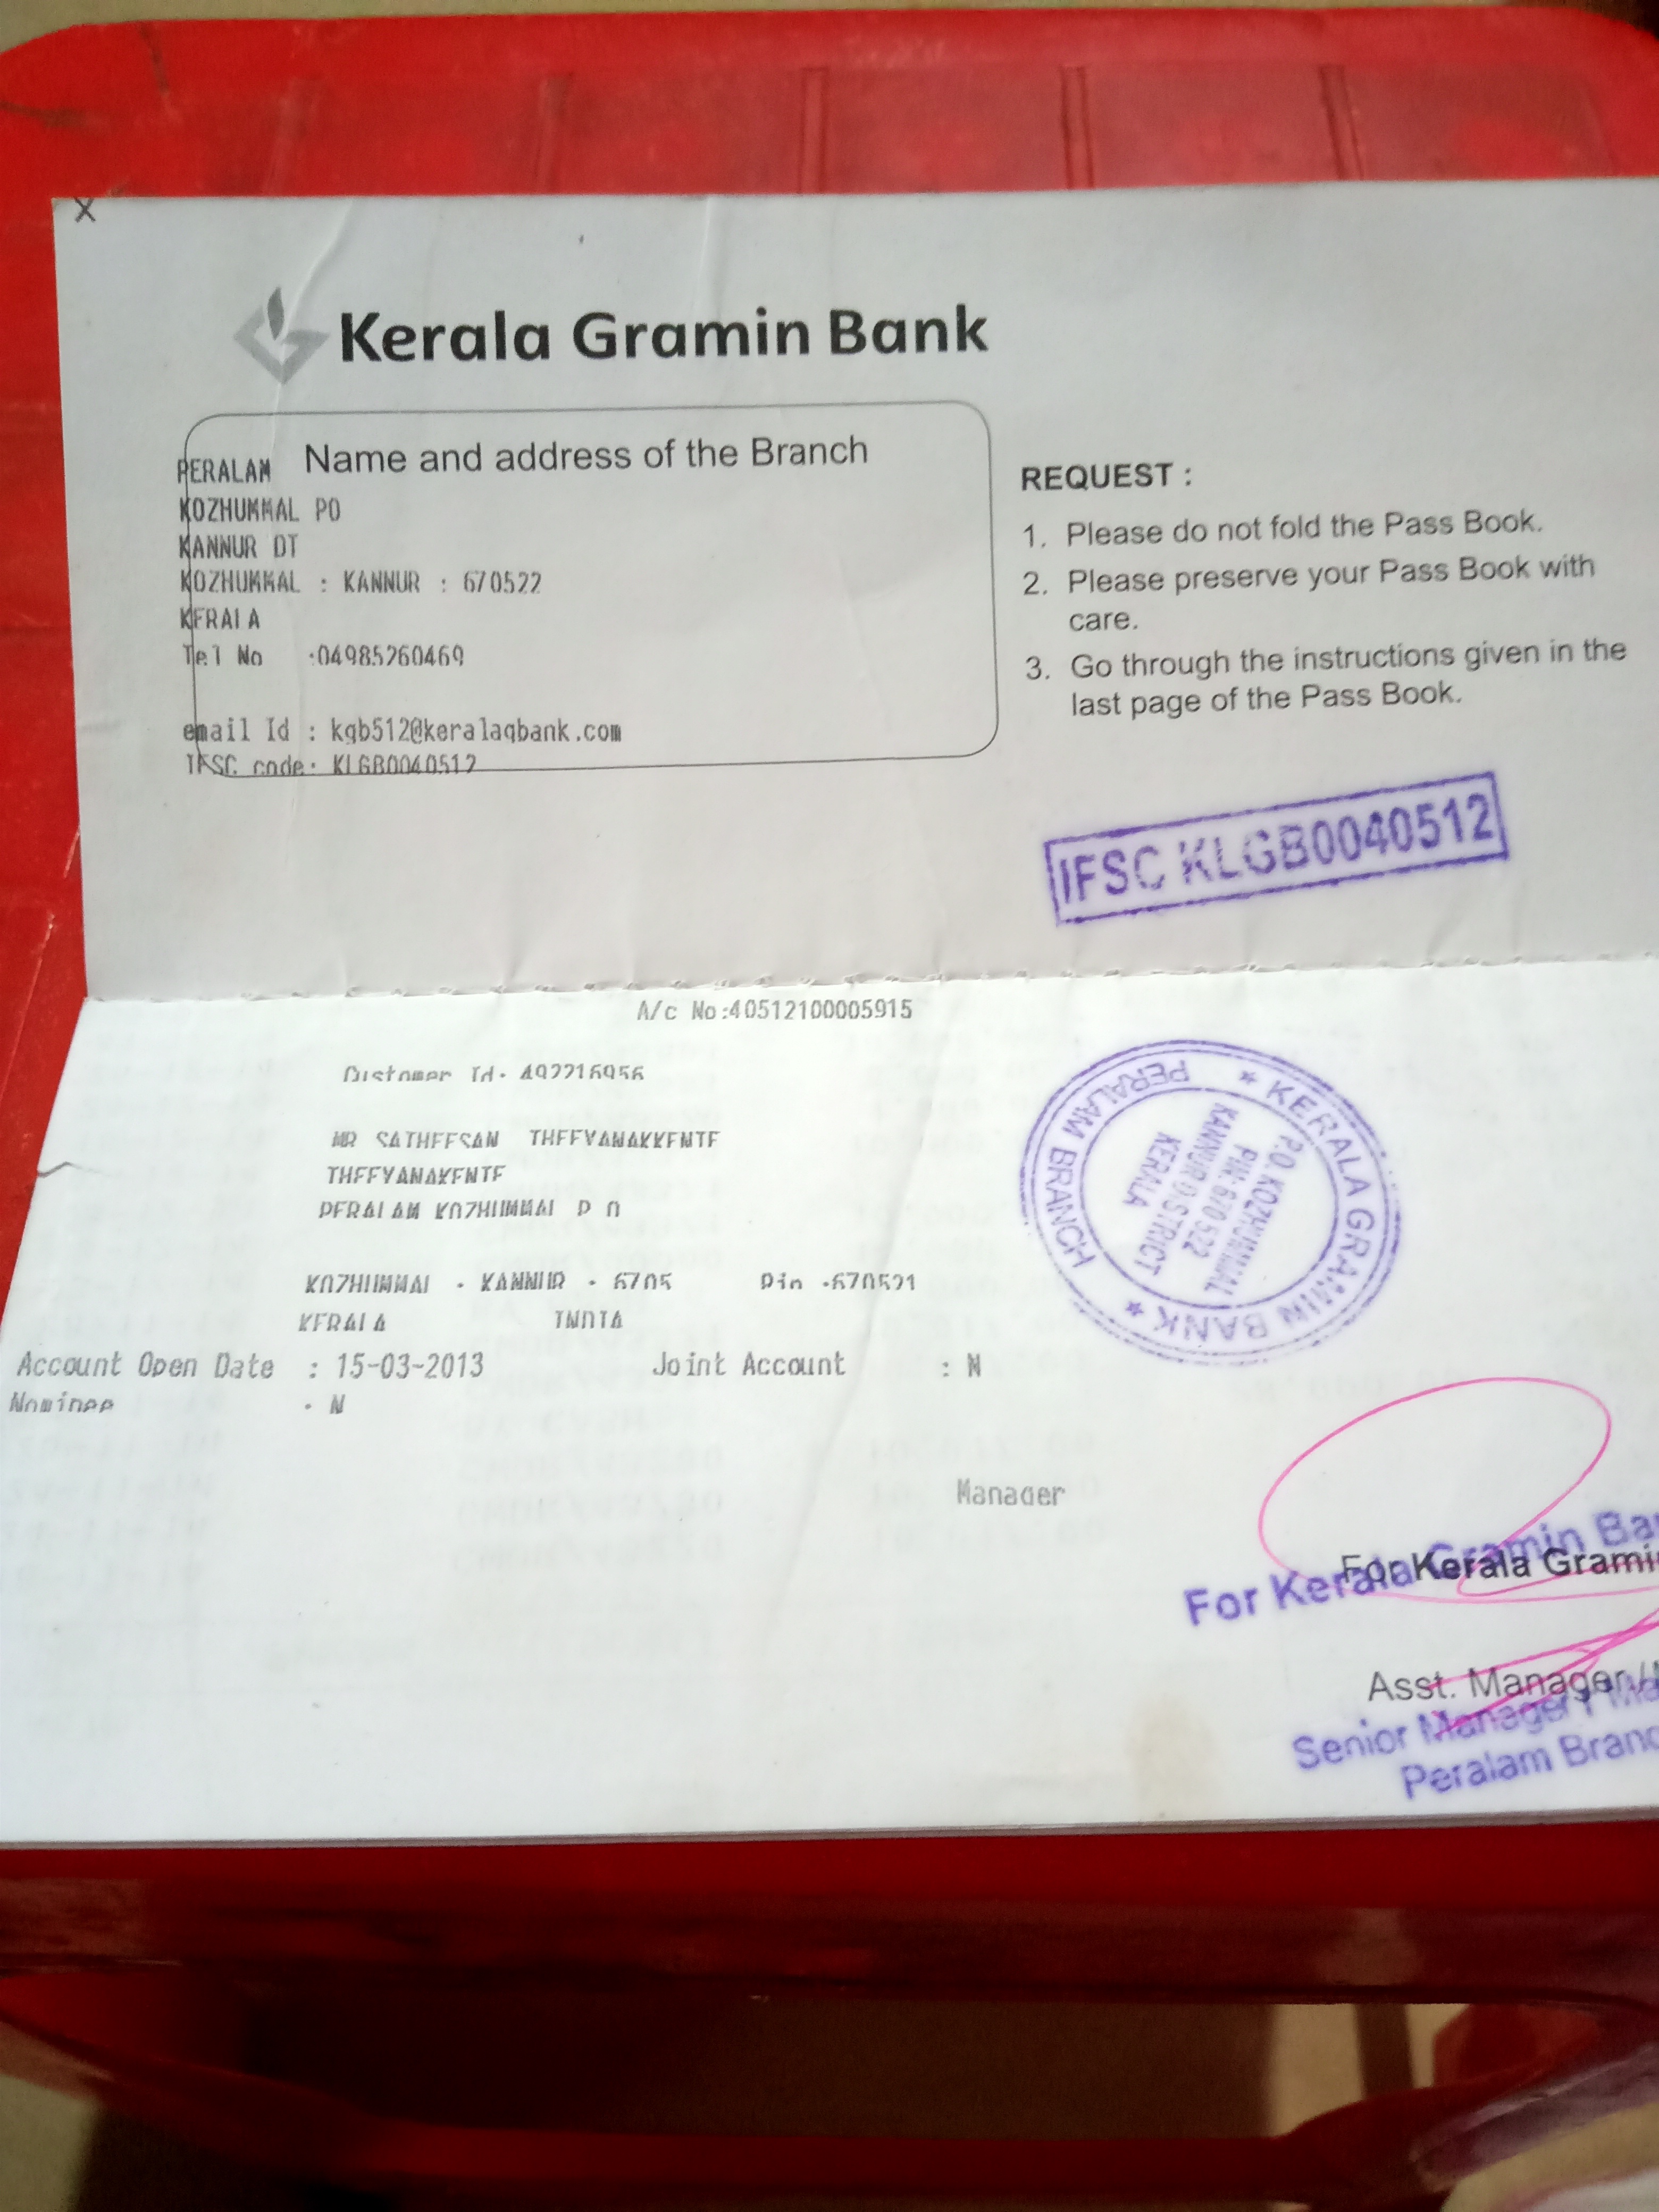 X
Kerala Gramin Bank
Name and address of the Branch
PERALAM
KOZHUMMAL PO
KANNUR DT
KOZHUMMAL : KANNUR : 670522
KERALA
Tel No :04985260469
email Id : kgb512@keralagbank.com
IFSC code: KLGB0040512
REQUEST :
1. Please do not fold the Pass Book.
2. Please preserve your Pass Book with
care.
3. Go through the instructions given in the
last page of the Pass Book.
IFSC KLGB0040512
A/c No:40512100005915
Customer Id: 492216956
MR SATHEESAN THEEYANAKKENTE
THEEYANAKENTE
PERALAM KOZHUMMAL P O
KOZHUMMAL : KANNUR : 6705 Pin :670521
KERALA INDIA
Account Open Date : 15-03-2013 Joint Account : N
Nominee : N
KERALA GRAMIN BANK
PERALAM BRANCH
P.O. KOZHUMMAL
PIN: 670 522
KANNUR DISTRICT
KERALA
Manager
For Kerala Gramin
For Kerala Gramin Ba
Asst. Manager /
Senior Manager /
Peralam Branc